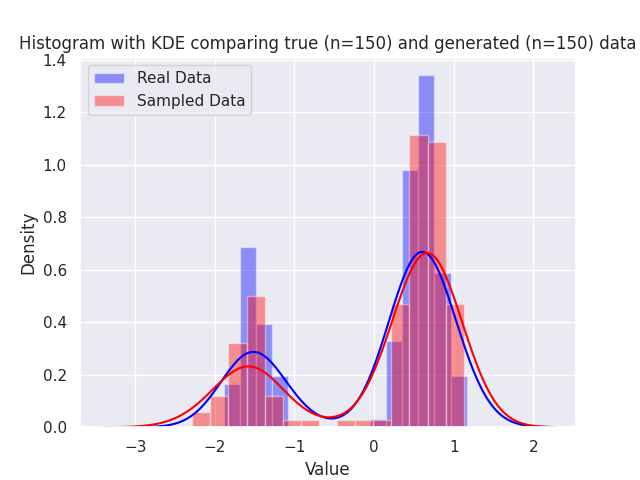 Histogram with KDE comparing true (n=150) and generated (n=150) data
1.4
Real Data
Sampled Data
1.2
1.0
0.8
0.6
0.4
0.2
0.0
Density
−3
−2
−1
0
1
2
Value